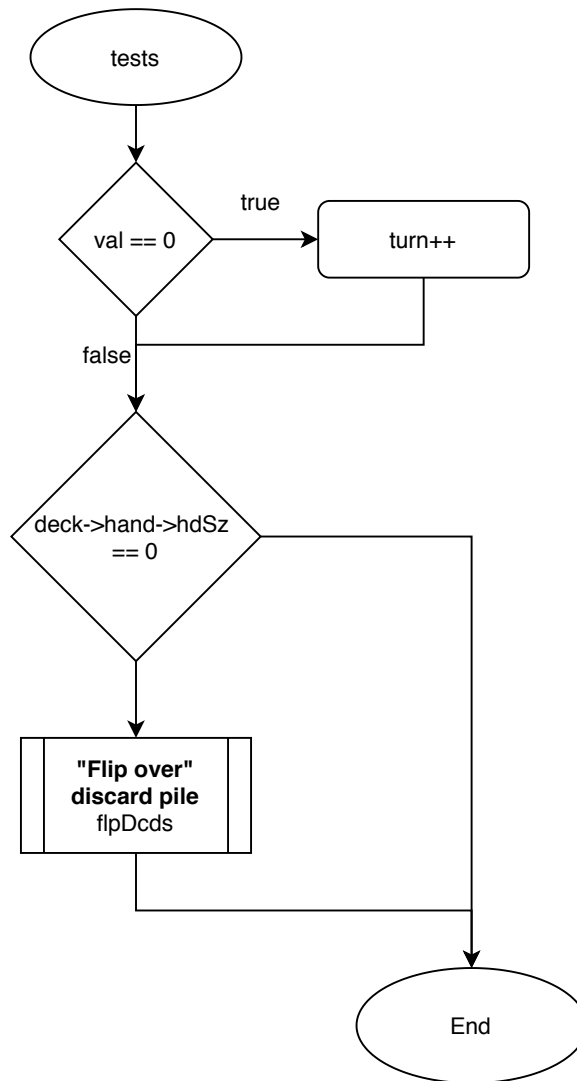 tests
true
val == 0
turn++
false
deck->hand->hdSz
== 0
"Flip over"
discard pile
flpDcds
End